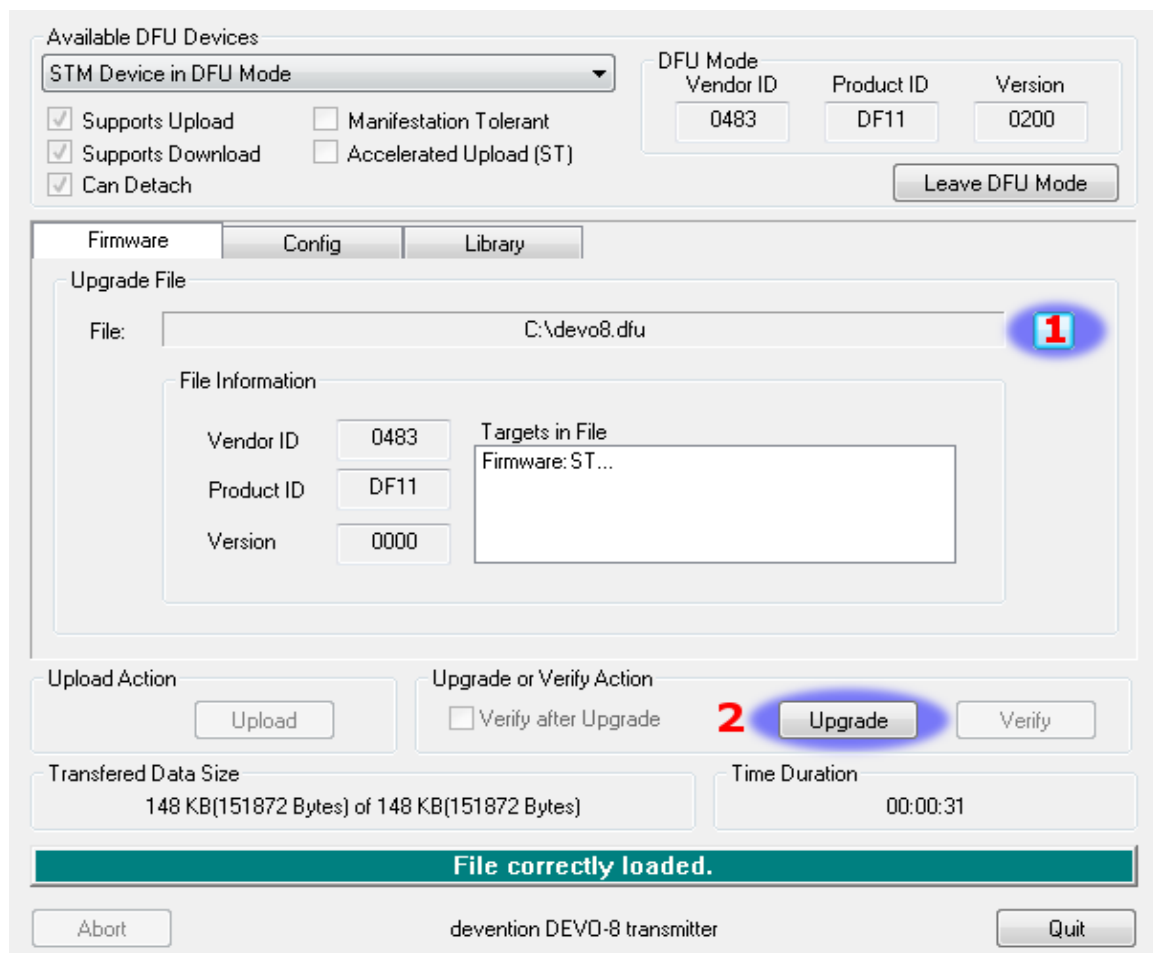 Available DFU Devices
STM Device in DFU Mode
DFU Mode
Vendor ID Product ID Version
0483 DF11 0200
Supports Upload Manifestation Tolerant
Supports Download Accelerated Upload (ST)
Can Detach
Leave DFU Mode
Firmware Config Library
Upgrade File
File: C:\devo8.dfu 1
File Information
Vendor ID 0483
Targets in File
Firmware:ST...
Product ID DF11
Version 0000
Upload Action
Upload
Upgrade or Verify Action
Verify after Upgrade 2 Upgrade Verify
Transfered Data Size
148 KB(151872 Bytes) of 148 KB(151872 Bytes)
Time Duration
00:00:31
File correctly loaded.
Abort devention DEVO-8 transmitter Quit